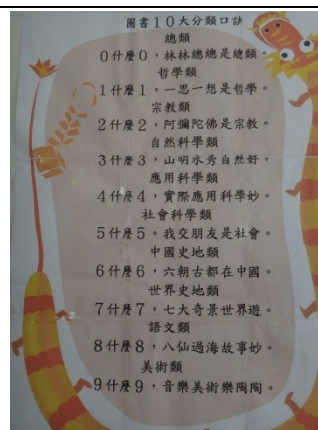 圖書10大分類口訣
總類
0什麼0，林林總總是總類。
哲學類
1什麼1，一思一想是哲學。
宗教類
2什麼2，阿彌陀佛是宗教。
自然科學類
3什麼3，山明水秀自然好。
應用科學類
4什麼4，實際應用科學妙。
社會科學類
5什麼5。我交朋友是社會。
中國史地類
6什麼6，六朝古都在中國。
世界史地類
7什麼7，七大奇景世界遊。
語文類
8什麼8，八仙過海故事妙。
美術類
9什麼9，音樂美術樂陶陶。